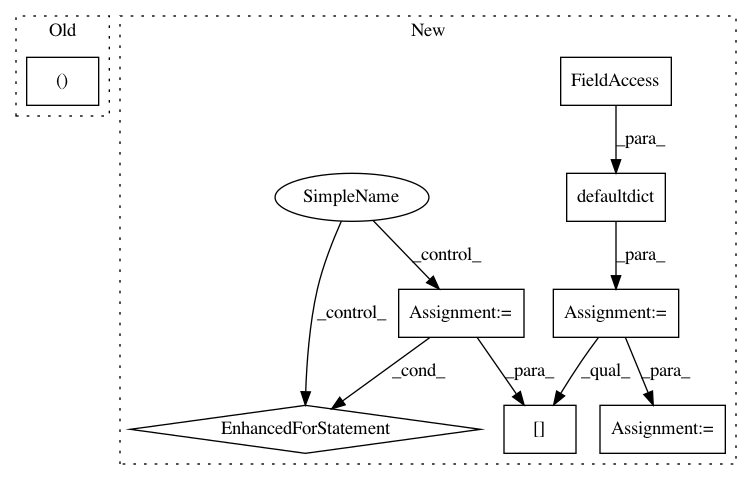 Old
New
()
FieldAccess
_para_
SimpleName
defaultdict
_control_
_para_
_control_
Assignment:=
Assignment:=
_cond_
_para_
_qual_
_para_
EnhancedForStatement
[]
Assignment:=